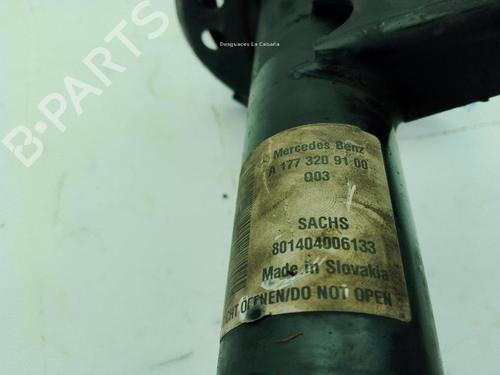 Desguaces La Cabaña
B-PARTS
Mercedes Benz
A 177 320 91 00
Q03
SACHS
801404006133
Made in Slovakia
ÖFFNEN/DO NOT OPEN